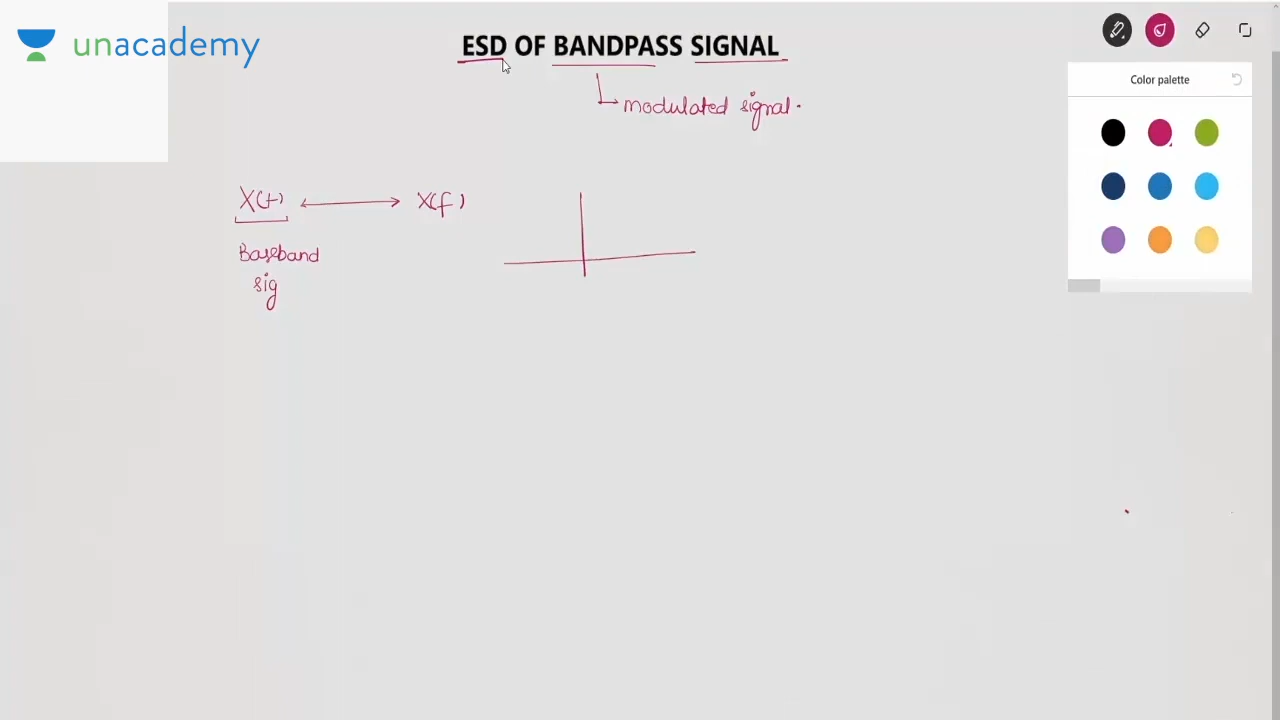 unacademy
ESD OF BANDPASS SIGNAL
modulated signal.
Color palette
X(t) ⟷ X(f)
Baseband
sig